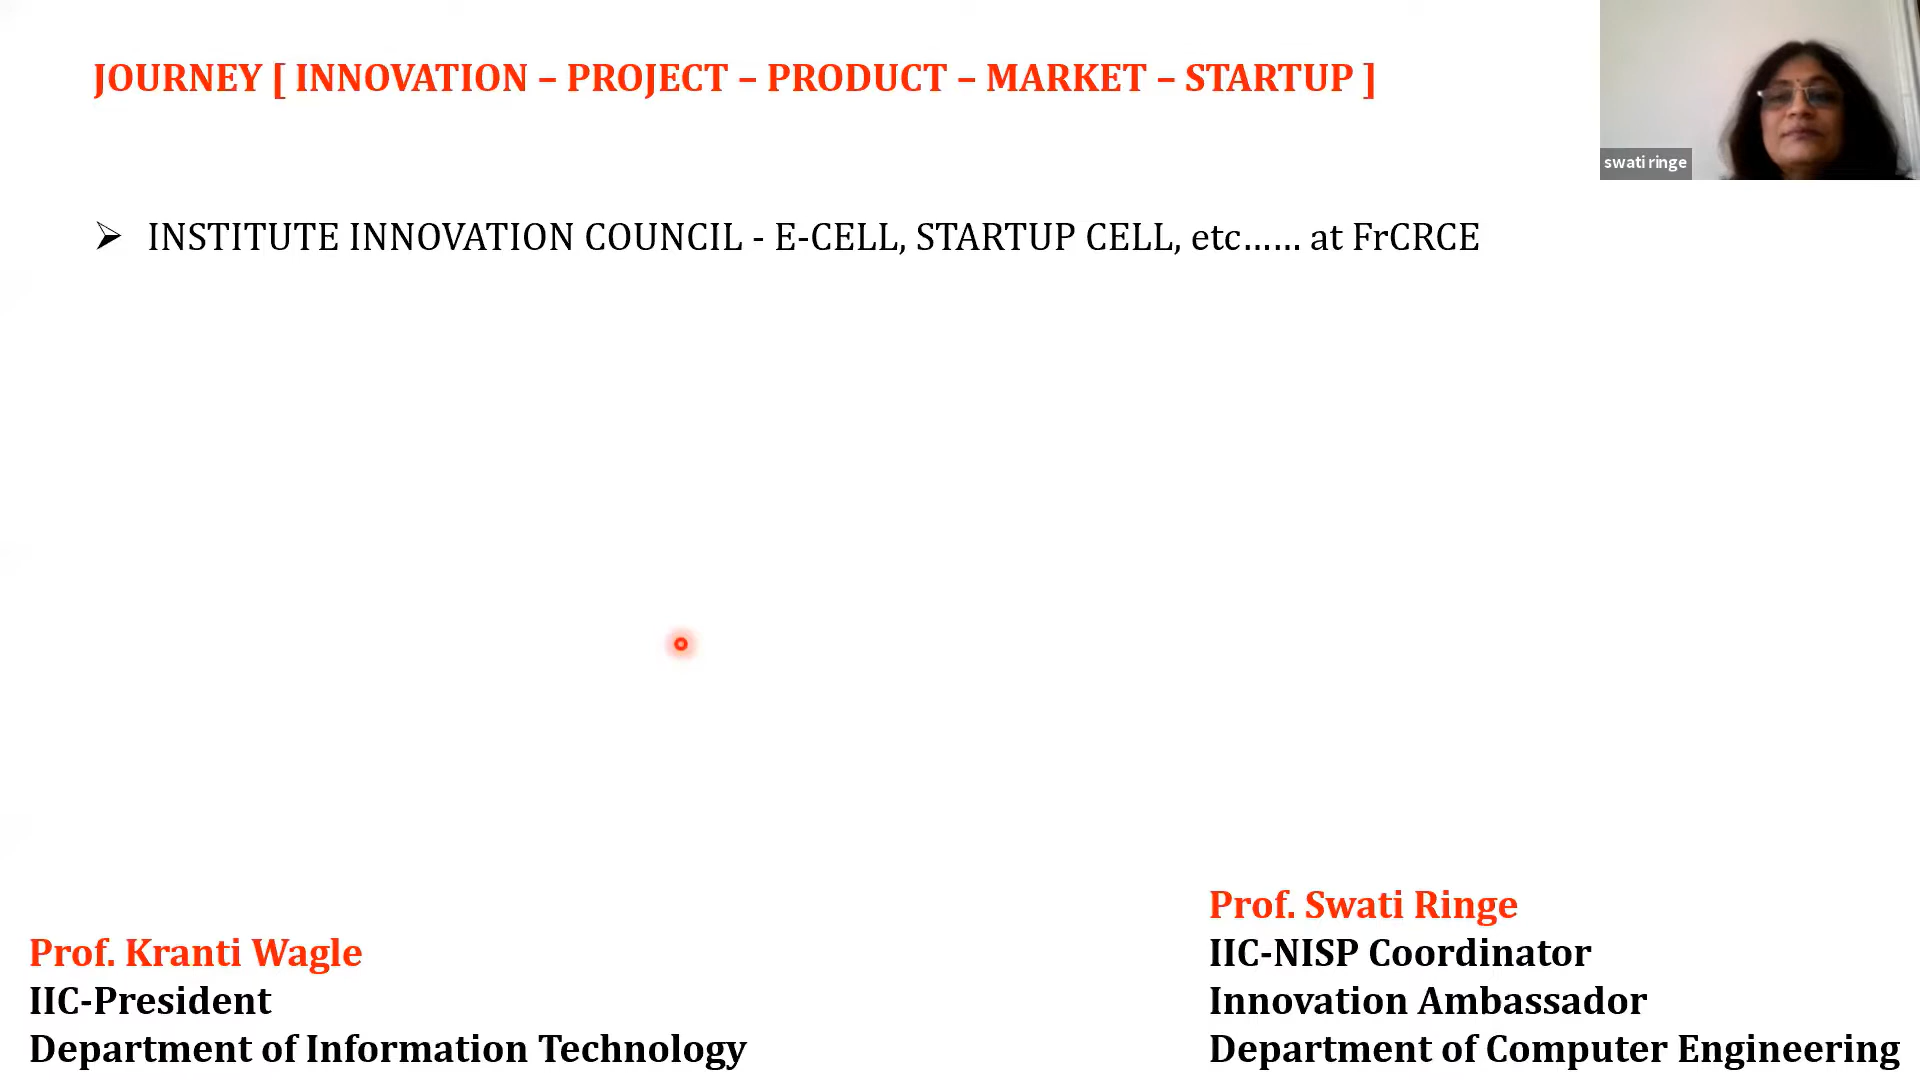 JOURNEY [ INNOVATION – PROJECT – PRODUCT – MARKET – STARTUP ]
swati ringe
INSTITUTE INNOVATION COUNCIL - E-CELL, STARTUP CELL, etc…… at FrCRCE
Prof. Kranti Wagle
IIC-President
Department of Information Technology
Prof. Swati Ringe
IIC-NISP Coordinator
Innovation Ambassador
Department of Computer Engineering